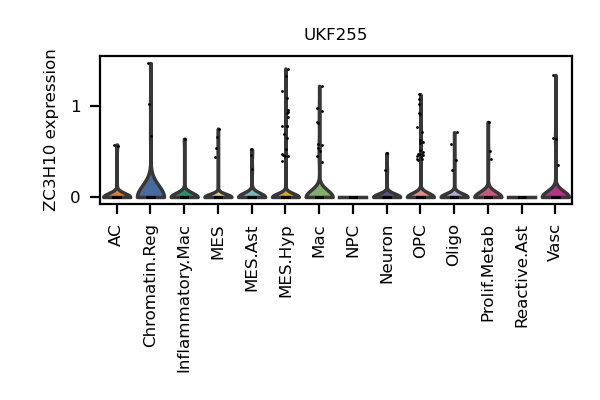 UKF255
ZC3H10 expression
1
0
AC
Chromatin.Reg
Inflammatory.Mac
MES
MES.Ast
MES.Hyp
Mac
NPC
Neuron
OPC
Oligo
Prolif.Metab
Reactive.Ast
Vasc